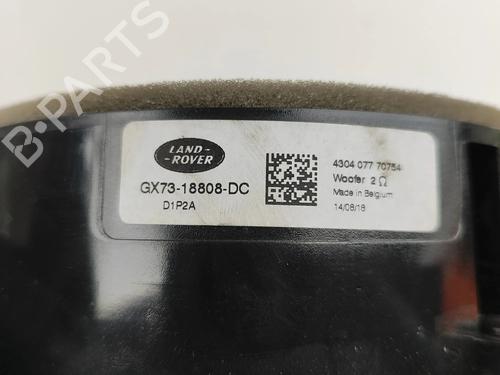 B-PARTS
LAND-
ROVER
GX73-18808-DC
D1P2A
4304 077 70754
Woofer 2 Ω
Made in Belgium
14/08/18